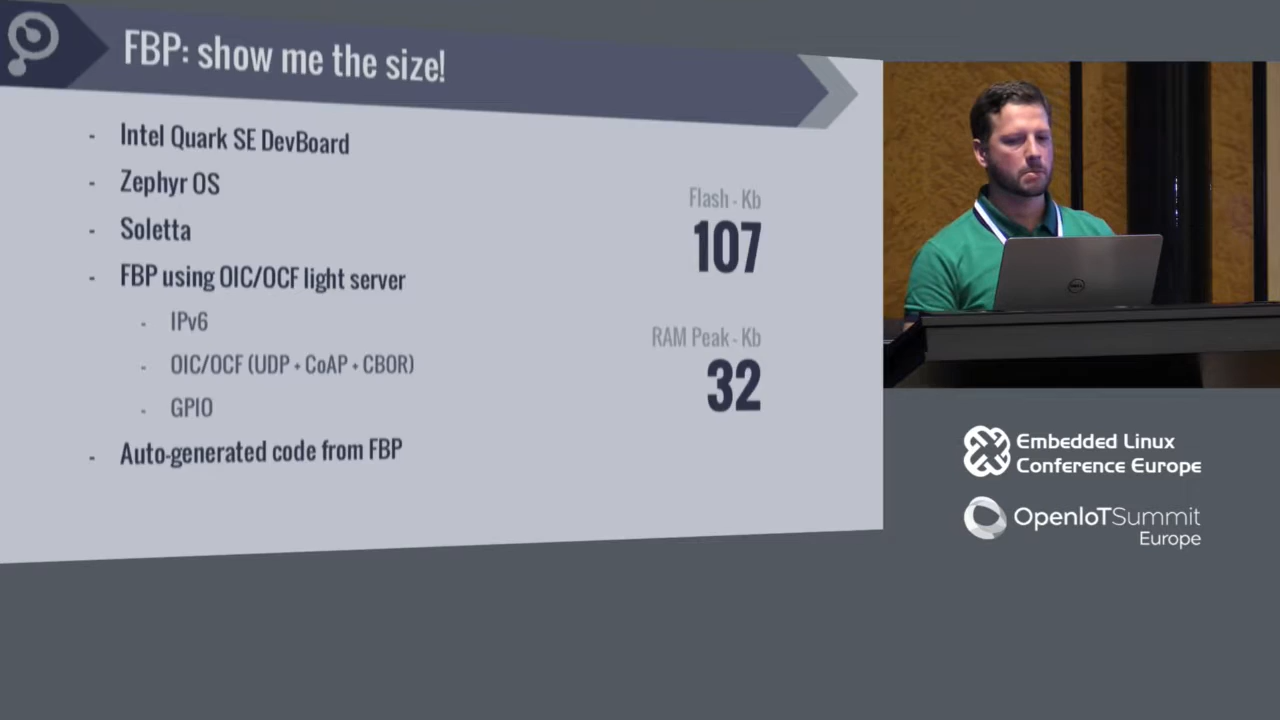 FBP: show me the size!
- Intel Quark SE DevBoard
- Zephyr OS
- Soletta
- FBP using OIC/OCF light server
- IPv6
- OIC/OCF (UDP + CoAP + CBOR)
- GPIO
- Auto-generated code from FBP
Flash - Kb
107
RAM Peak - Kb
32
DELL
Embedded Linux
Conference Europe
OpenIoTSummit
Europe